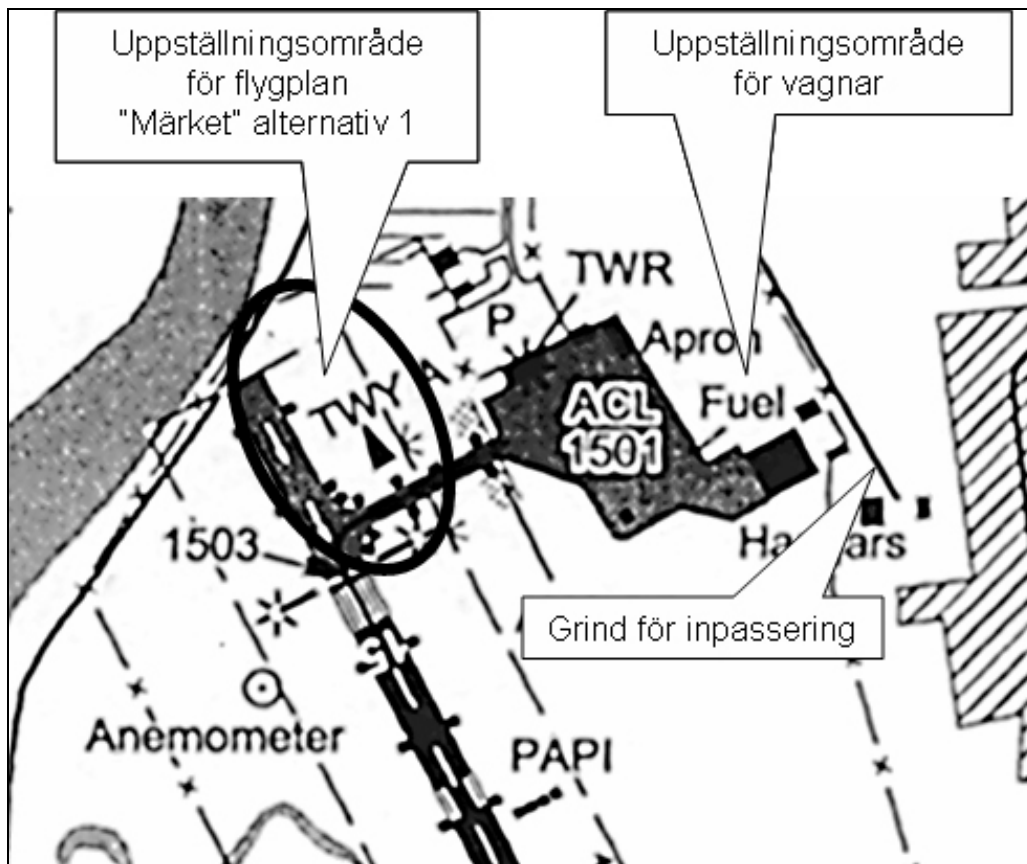 Uppställningsområde
för flygplan
"Märket" alternativ 1
Uppställningsområde
för vagnar
TWR
P
Apron
TWY A
ACL
1501
Fuel
1503
Grind för inpassering
Anemometer
PAPI